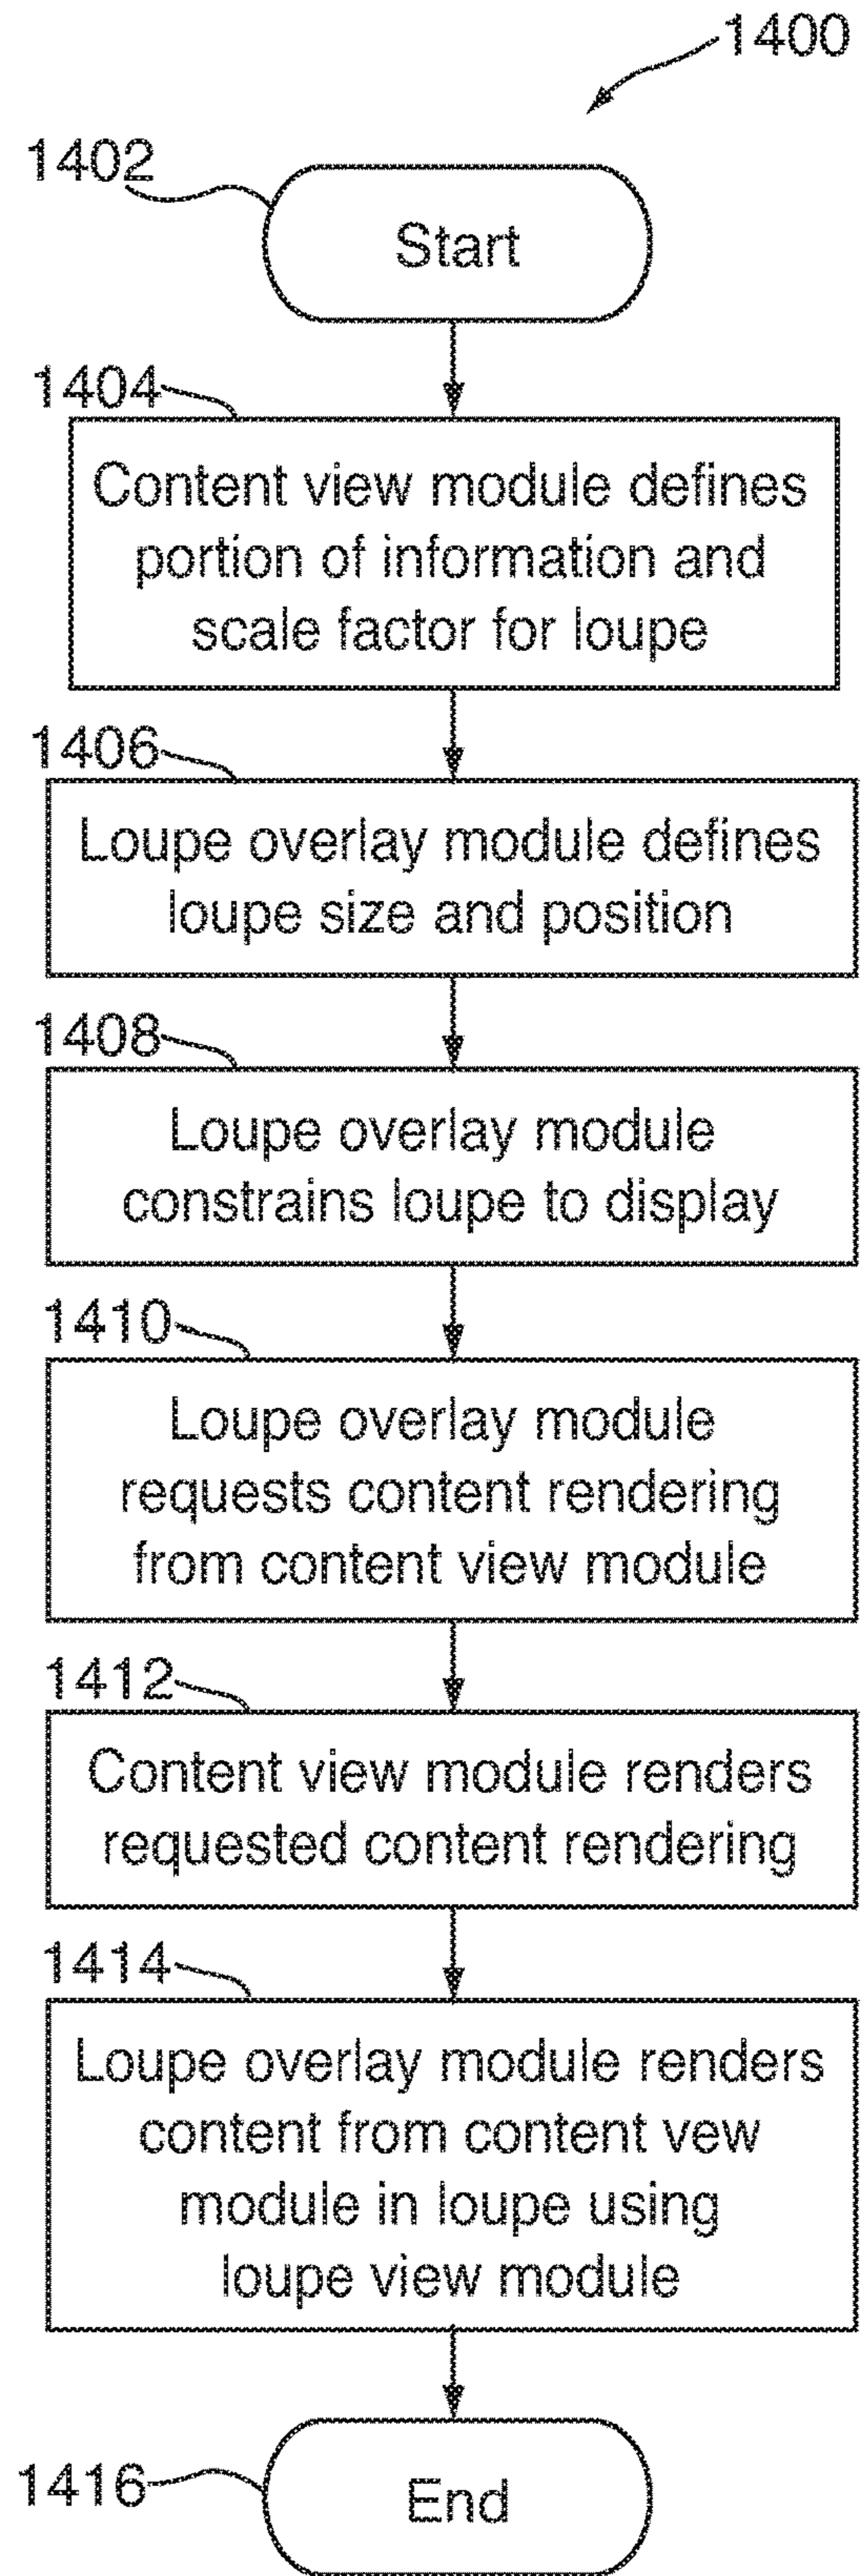 1400
1402
Start
1404
Content view module defines
portion of information and
scale factor for loupe
1406
Loupe overlay module defines
loupe size and position
1408
Loupe overlay module
constrains loupe to display
1410
Loupe overlay module
requests content rendering
from content view module
1412
Content view module renders
requested content rendering
1414
Loupe overlay module renders
content from content vew
module in loupe using
loupe view module
1416
End